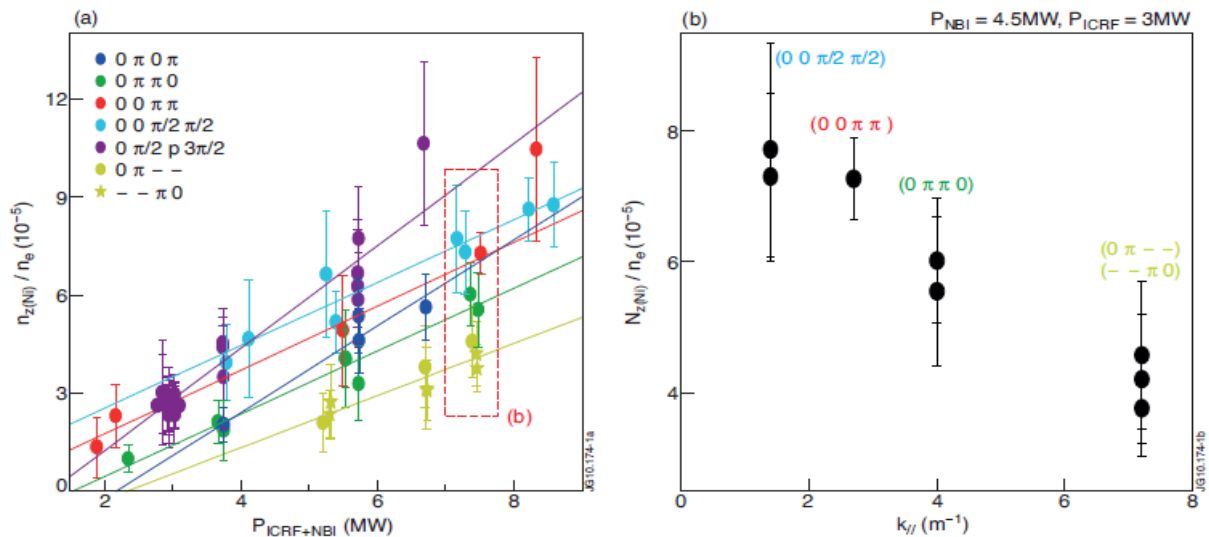 (a)
0 π 0 π
0 π π 0
0 0 π π
0 0 π/2 π/2
0 π/2 p 3π/2
0 π – –
– – π 0
12
9
6
3
0
n_z(Ni) / n_e (10⁻⁵)
2
4
6
8
P_ICRF+NBI (MW)
(b)
JG10.174-1a
(b)
P_NBI = 4.5MW, P_ICRF = 3MW
(0 0 π/2 π/2)
(0 0 π π )
(0 π π 0)
(0 π – –)
(– – π 0)
8
6
4
N_z(Ni) / n_e (10⁻⁵)
0
2
4
6
8
k_// (m⁻¹)
JG10.174-1b